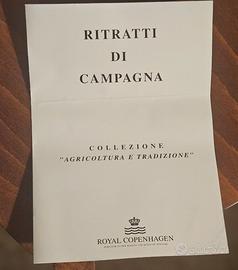 RITRATTI
DI
CAMPAGNA
COLLEZIONE
"AGRICOLTURA E TRADIZIONE"
ROYAL COPENHAGEN